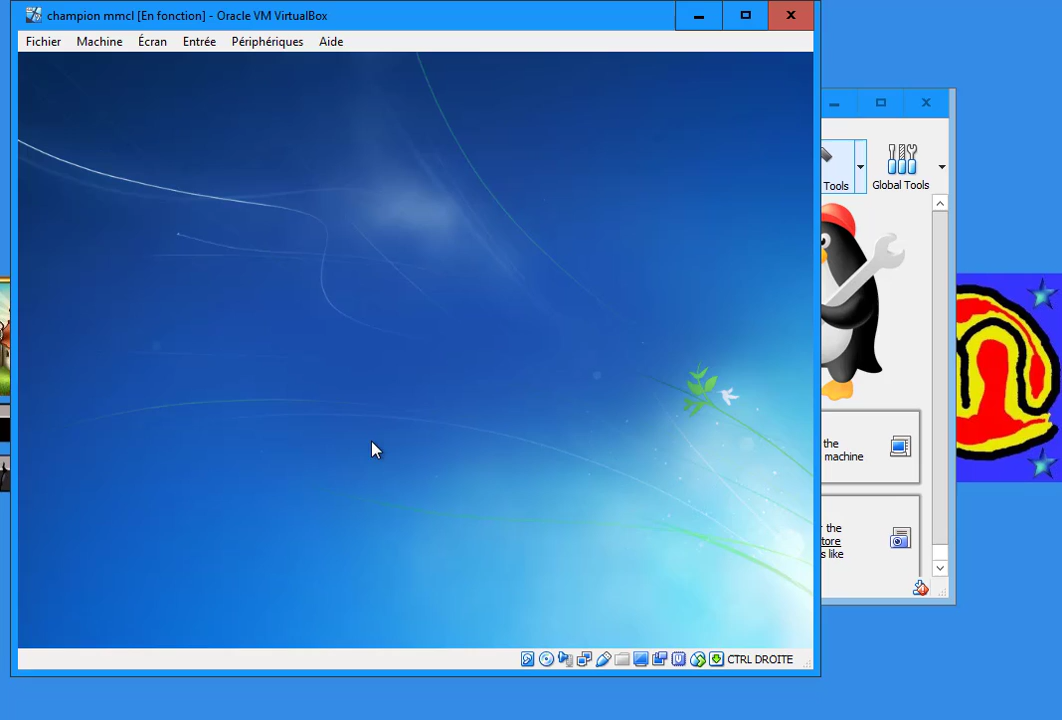 champion mmcl [En fonction] - Oracle VM VirtualBox
Fichier Machine Écran Entrée Périphériques Aide
Tools Global Tools
the
machine
r the
tore
s like
CTRL DROITE